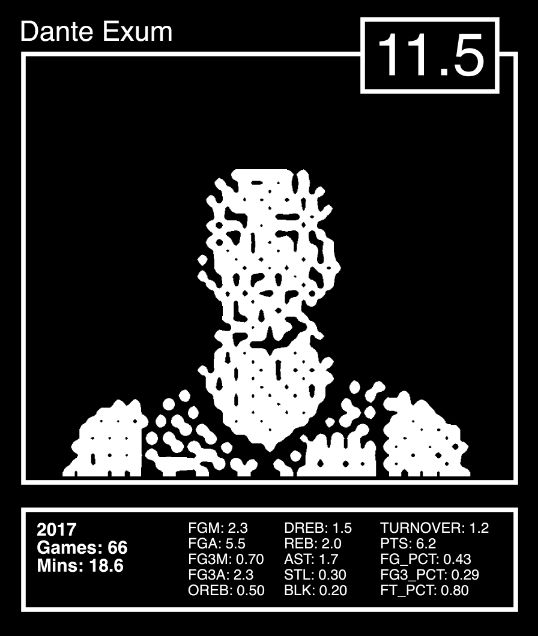 Dante Exum
11.5
2017
Games: 66
Mins: 18.6
FGM: 2.3
FGA: 5.5
FG3M: 0.70
FG3A: 2.3
OREB: 0.50
DREB: 1.5
REB: 2.0
AST: 1.7
STL: 0.30
BLK: 0.20
TURNOVER: 1.2
PTS: 6.2
FG_PCT: 0.43
FG3_PCT: 0.29
FT_PCT: 0.80